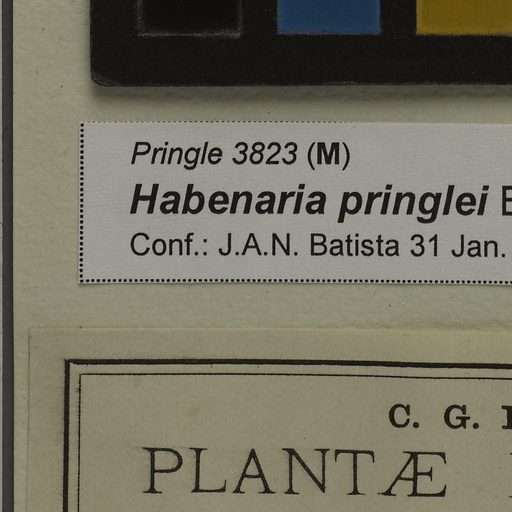 Pringle 3823 (M)
Habenaria pringlei
Conf.: J.A.N. Batista 31 Jan.
C. G.
PLANTÆ